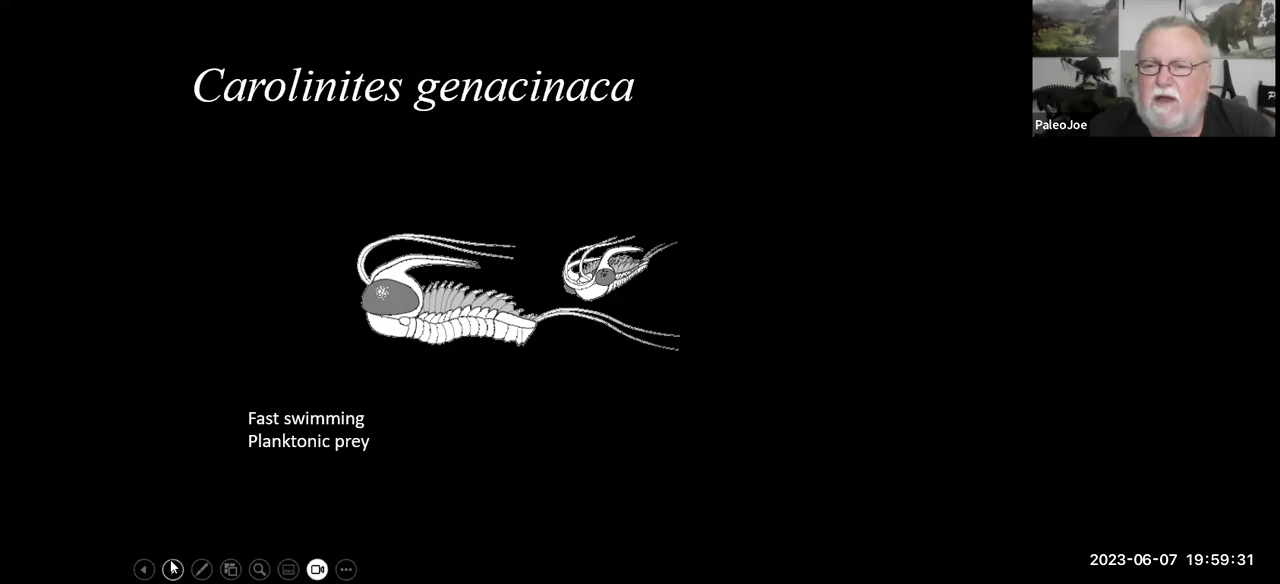 Carolinites genacinaca
PaleoJoe
Fast swimming
Planktonic prey
2023-06-07 19:59:31